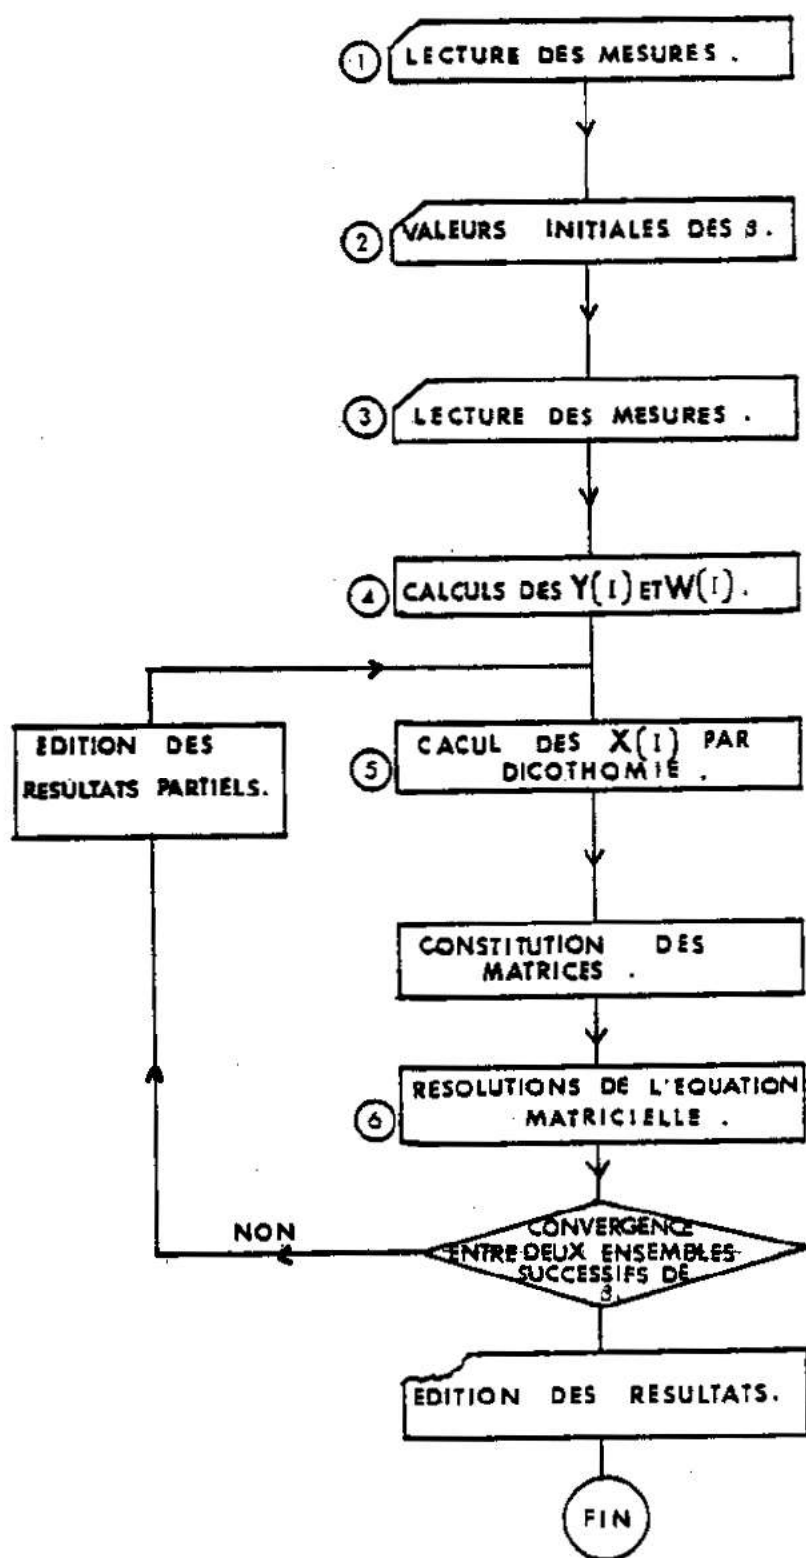 1 LECTURE DES MESURES .
2 VALEURS INITIALES DES β .
3 LECTURE DES MESURES .
4 CALCULS DES Y(I) ET W(I) .
EDITION DES
RESULTATS PARTIELS.
5 CACUL DES X(I) PAR
DICOTHOMIE .
CONSTITUTION DES
MATRICES .
6 RESOLUTIONS DE L'EQUATION
MATRICIELLE .
NON
CONVERGENCE
ENTRE DEUX ENSEMBLES
SUCCESSIFS DE
β.
EDITION DES RESULTATS.
FIN